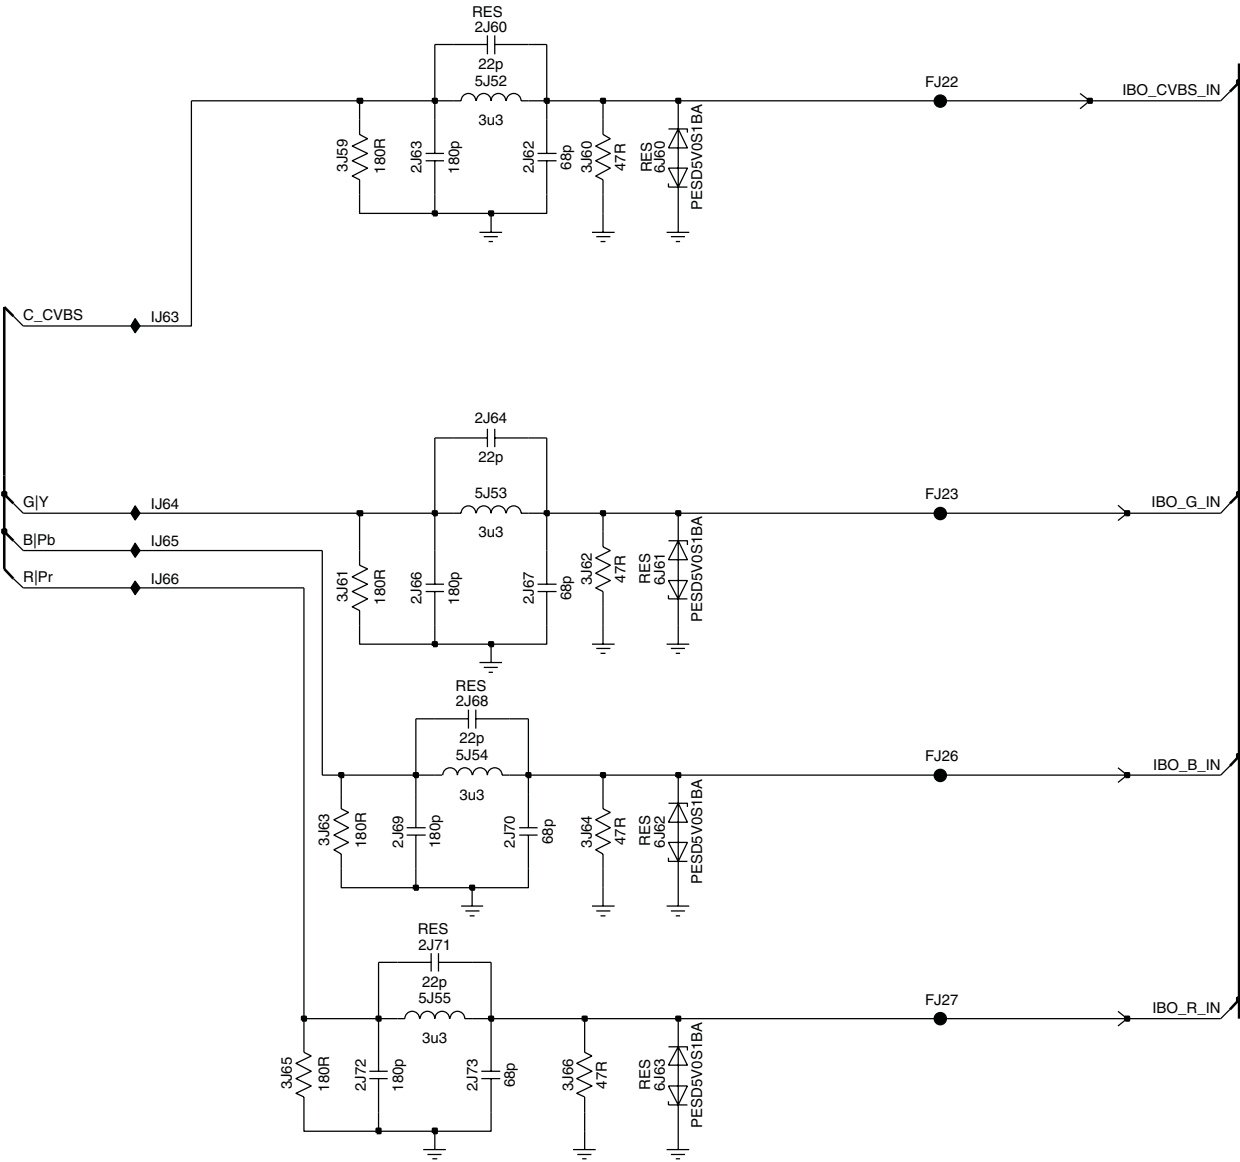 RES
2J60
22p
5J52
3u3
3J59
180R
2J63
180p
2J62
68p
3J60
47R
RES
6J60
PESD5V0S1BA
FJ22
IBO_CVBS_IN
C_CVBS
IJ63
2J64
22p
5J53
3u3
G|Y
IJ64
B|Pb
IJ65
R|Pr
IJ66
3J61
180R
2J66
180p
2J67
68p
3J62
47R
RES
6J61
PESD5V0S1BA
FJ23
IBO_G_IN
RES
2J68
22p
5J54
3u3
3J63
180R
2J69
180p
2J70
68p
3J64
47R
RES
6J62
PESD5V0S1BA
FJ26
IBO_B_IN
RES
2J71
22p
5J55
3u3
3J65
180R
2J72
180p
2J73
68p
3J66
47R
RES
6J63
PESD5V0S1BA
FJ27
IBO_R_IN